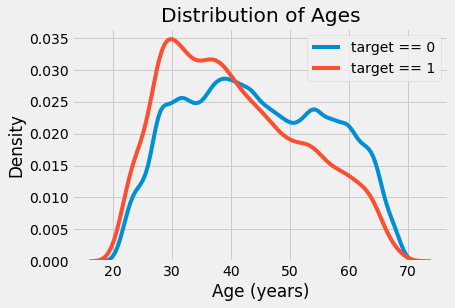 Distribution of Ages
target == 0
target == 1
0.035
0.030
0.025
0.020
0.015
0.010
0.005
0.000
Density
20 30 40 50 60 70
Age (years)